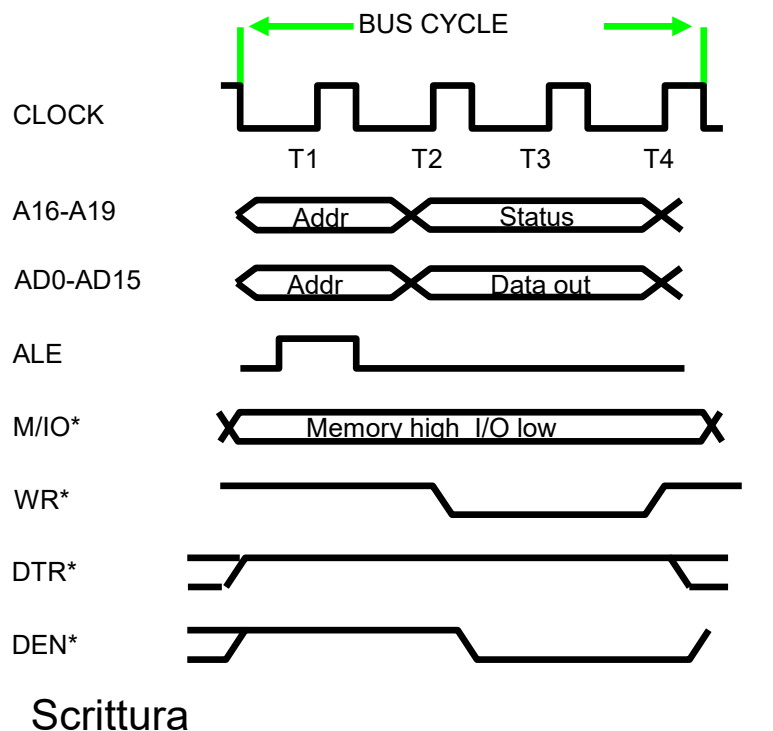 BUS CYCLE
CLOCK
T1 T2 T3 T4
A16-A19 Addr Status
AD0-AD15 Addr Data out
ALE
M/IO* Memory high I/O low
WR*
DTR*
DEN*
Scrittura